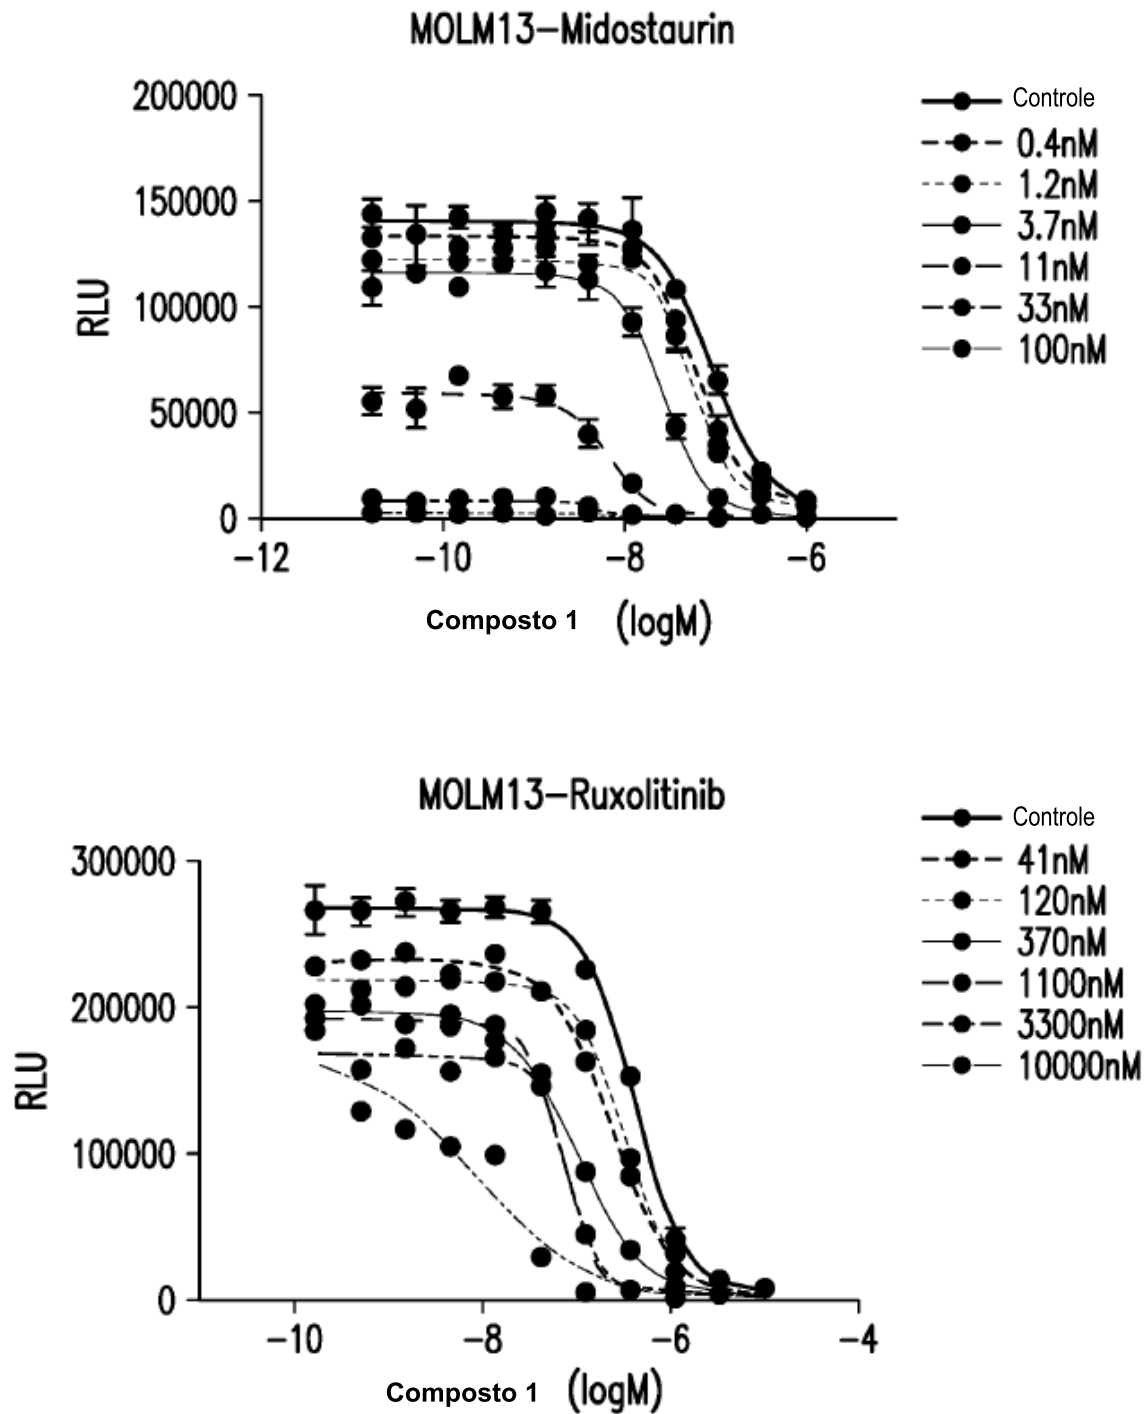 MOLM13-Midostaurin
200000
150000
100000
50000
0
RLU
-12
-10
-8
-6
Composto 1 (logM)
Controle
0.4nM
1.2nM
3.7nM
11nM
33nM
100nM
MOLM13-Ruxolitinib
300000
200000
100000
0
RLU
-10
-8
-6
-4
Composto 1 (logM)
Controle
41nM
120nM
370nM
1100nM
3300nM
10000nM